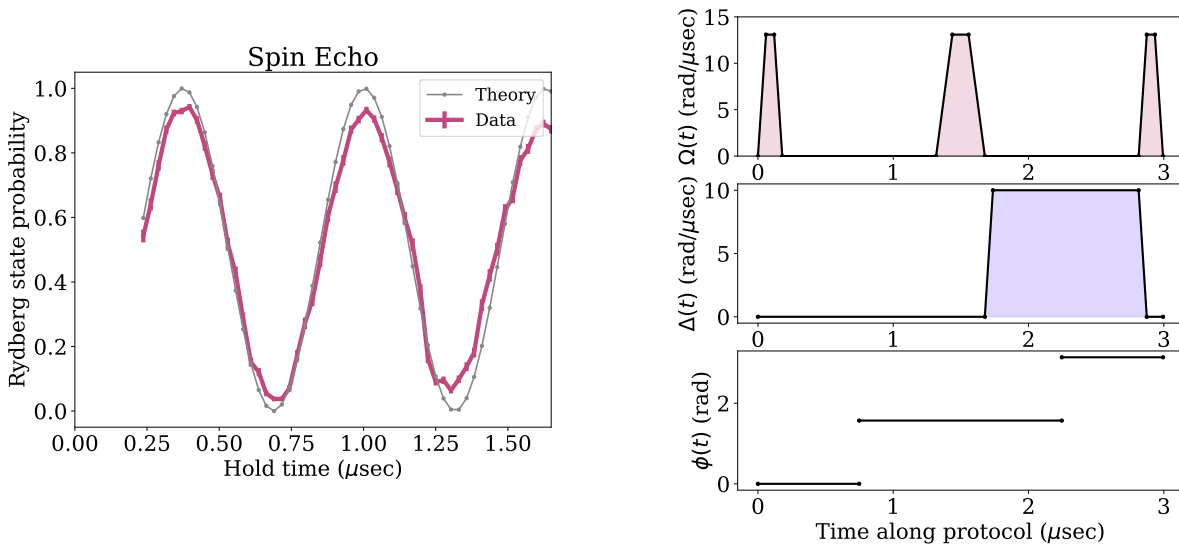 Spin Echo
Rydberg state probability
1.0
0.8
0.6
0.4
0.2
0.0
Theory
Data
0.00 0.25 0.50 0.75 1.00 1.25 1.50
Hold time (μsec)
Ω(t) (rad/μsec)
15
10
5
0
0 1 2 3
Δ(t) (rad/μsec)
10
5
0
0 1 2 3
ϕ(t) (rad)
2
0
0 1 2 3
Time along protocol (μsec)